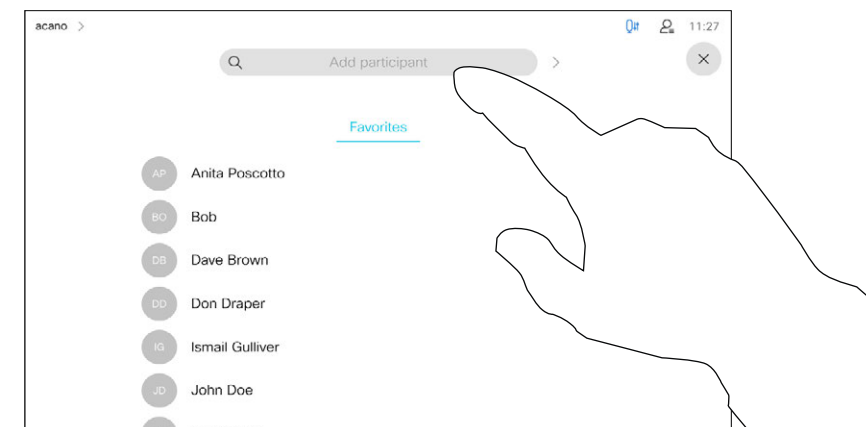 acano >
11:27
Add participant
Favorites
AP Anita Poscotto
BO Bob
DB Dave Brown
DD Don Draper
IG Ismail Gulliver
JD John Doe